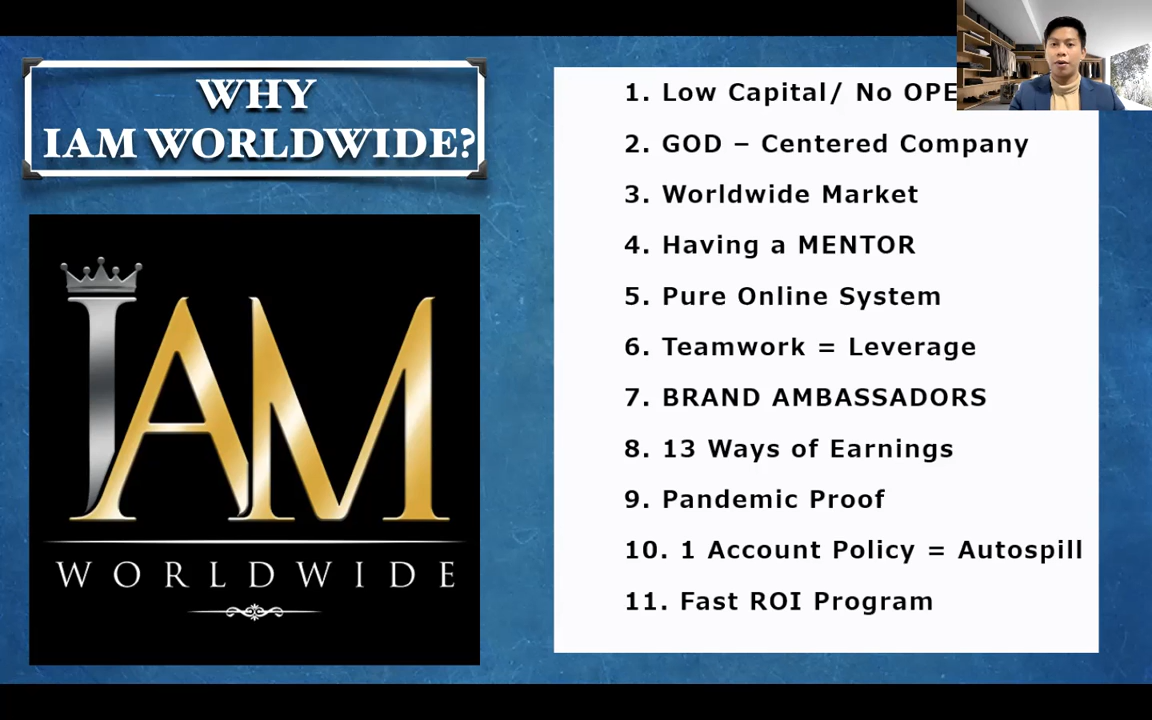 WHY
IAM WORLDWIDE?
IAM
WORLDWIDE
1. Low Capital/ No
2. GOD – Centered Company
3. Worldwide Market
4. Having a MENTOR
5. Pure Online System
6. Teamwork = Leverage
7. BRAND AMBASSADORS
8. 13 Ways of Earnings
9. Pandemic Proof
10. 1 Account Policy = Autospill
11. Fast ROI Program